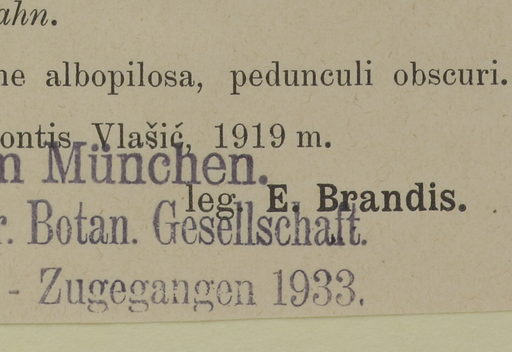 ahn.
ne albopilosa, pedunculi obscuri.
ontis Vlašić, 1919 m.
n München.
leg. E. Brandis.
r. Botan. Gesellschaft.
- Zugegangen 1933.